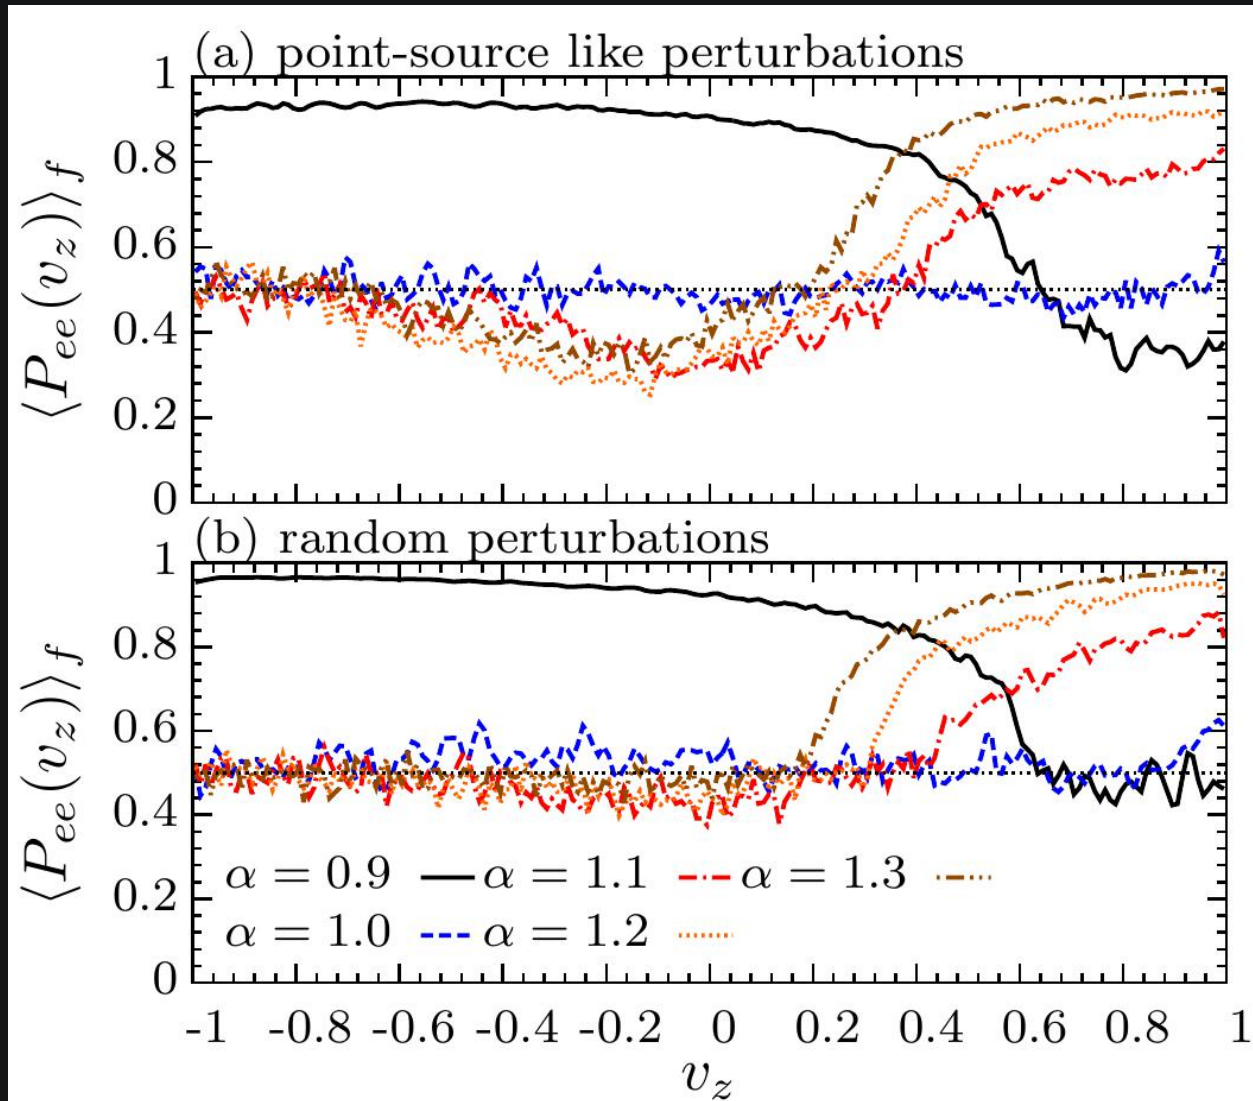 (a) point-source like perturbations
1
0.8
0.6
0.4
0.2
0
⟨P_ee(v_z)⟩_f
(b) random perturbations
1
0.8
0.6
0.4
0.2
0
⟨P_ee(v_z)⟩_f
α = 0.9 α = 1.1 α = 1.3
α = 1.0 α = 1.2
-1 -0.8 -0.6 -0.4 -0.2 0 0.2 0.4 0.6 0.8 1
v_z